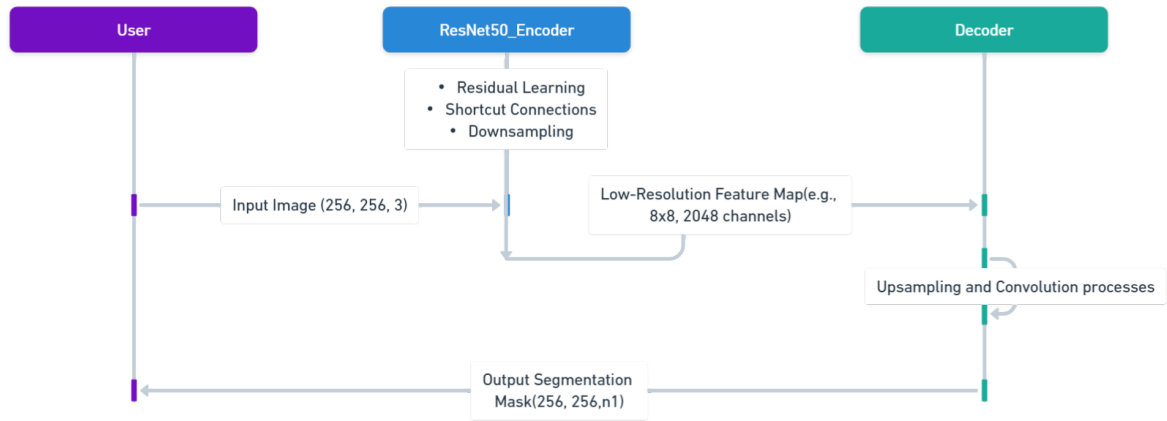 User
ResNet50_Encoder
Decoder
• Residual Learning
• Shortcut Connections
• Downsampling
Input Image (256, 256, 3)
Low-Resolution Feature Map(e.g.,
8x8, 2048 channels)
Upsampling and Convolution processes
Output Segmentation
Mask(256, 256,n1)